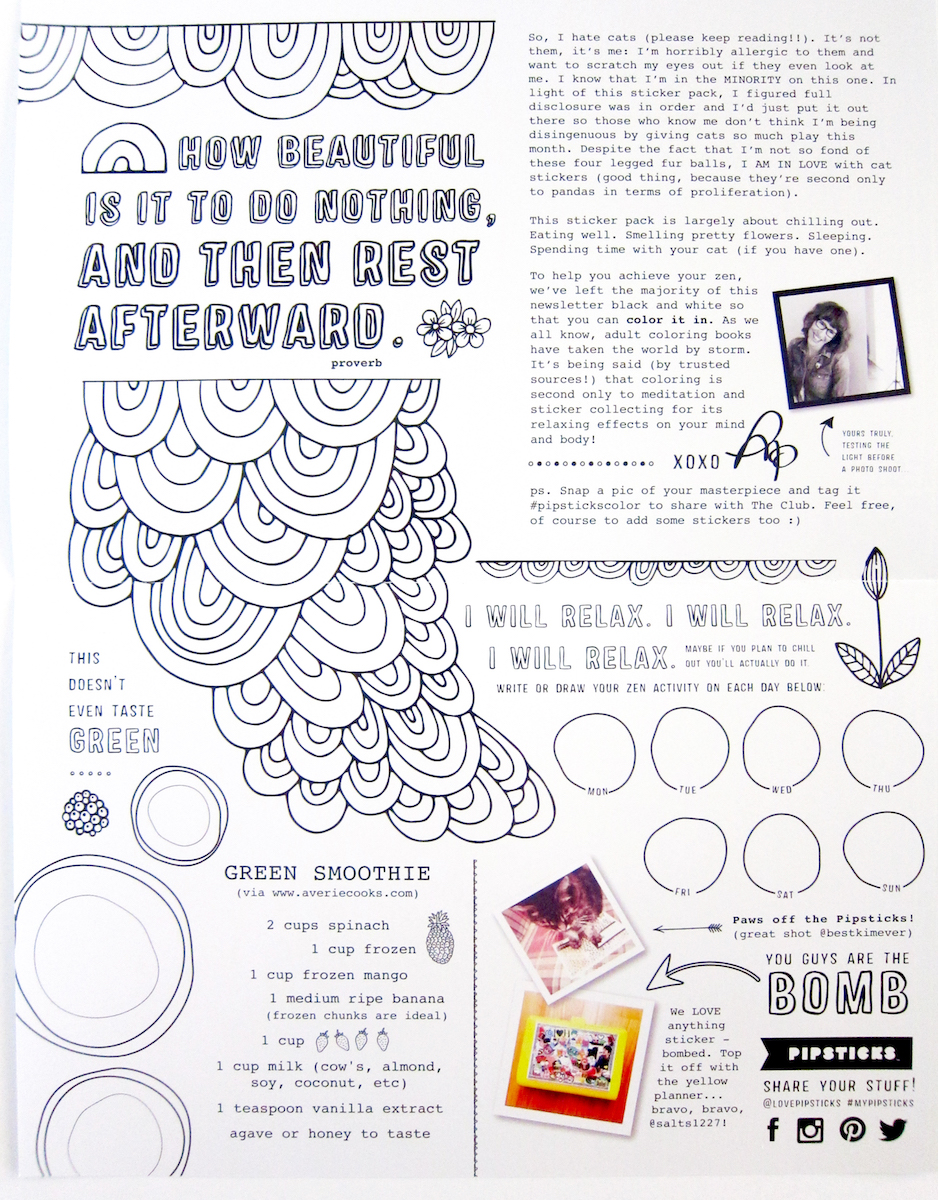 HOW BEAUTIFUL
IS IT TO DO NOTHING,
AND THEN REST
AFTERWARD.
proverb
So, I hate cats (please keep reading!!). It's not
them, it's me: I'm horribly allergic to them and
want to scratch my eyes out if they even look at
me. I know that I'm in the MINORITY on this one. In
light of this sticker pack, I figured full
disclosure was in order and I'd just put it out
there so those who know me don't think I'm being
disingenuous by giving cats so much play this
month. Despite the fact that I'm not so fond of
these four legged fur balls, I AM IN LOVE with cat
stickers (good thing, because they're second only
to pandas in terms of proliferation).
This sticker pack is largely about chilling out.
Eating well. Smelling pretty flowers. Sleeping.
Spending time with your cat (if you have one).
To help you achieve your zen,
we've left the majority of this
newsletter black and white so
that you can color it in. As we
all know, adult coloring books
have taken the world by storm.
It's being said (by trusted
sources!) that coloring is
second only to meditation and
sticker collecting for its
relaxing effects on your mind
and body!
XOXO
YOURS TRULY,
TESTING THE
LIGHT BEFORE
A PHOTO SHOOT...
ps. Snap a pic of your masterpiece and tag it
#pipstickscolor to share with The Club. Feel free,
of course to add some stickers too :)
I WILL RELAX. I WILL RELAX.
I WILL RELAX.
MAYBE IF YOU PLAN TO CHILL
OUT YOU'LL ACTUALLY DO IT.
WRITE OR DRAW YOUR ZEN ACTIVITY ON EACH DAY BELOW:
MON
TUE
WED
THU
FRI
SAT
SUN
THIS
DOESN'T
EVEN TASTE
GREEN
GREEN SMOOTHIE
(via www.averiecooks.com)
2 cups spinach
1 cup frozen
1 cup frozen mango
1 medium ripe banana
(frozen chunks are ideal)
1 cup
1 cup milk (cow's, almond,
soy, coconut, etc)
1 teaspoon vanilla extract
agave or honey to taste
Paws off the Pipsticks!
(great shot @bestkimever)
We LOVE
anything
sticker -
bombed. Top
it off with
the yellow
planner...
bravo, bravo,
@salts1227!
YOU GUYS ARE THE
BOMB
PIPSTICKS
SHARE YOUR STUFF!
@LOVEPIPSTICKS #MYPIPSTICKS